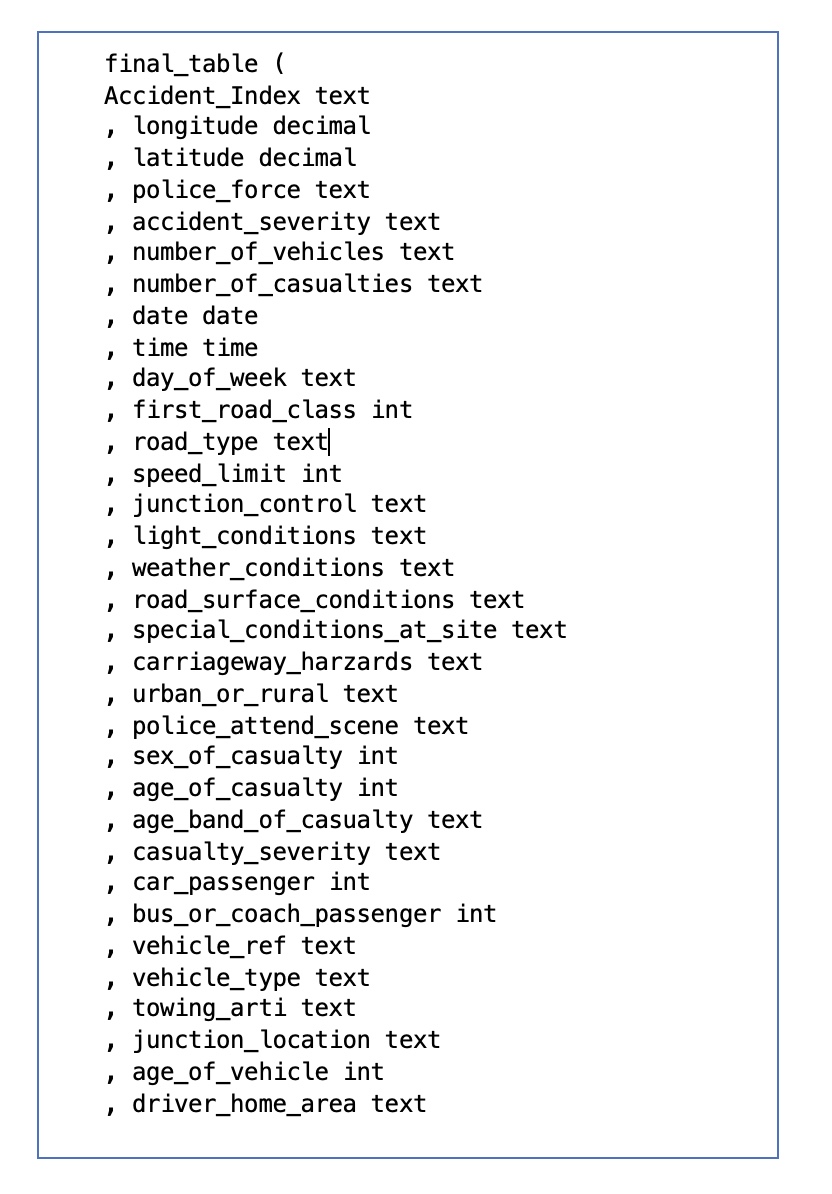 final_table (
Accident_Index text
, longitude decimal
, latitude decimal
, police_force text
, accident_severity text
, number_of_vehicles text
, number_of_casualties text
, date date
, time time
, day_of_week text
, first_road_class int
, road_type text
, speed_limit int
, junction_control text
, light_conditions text
, weather_conditions text
, road_surface_conditions text
, special_conditions_at_site text
, carriageway_harzards text
, urban_or_rural text
, police_attend_scene text
, sex_of_casualty int
, age_of_casualty int
, age_band_of_casualty text
, casualty_severity text
, car_passenger int
, bus_or_coach_passenger int
, vehicle_ref text
, vehicle_type text
, towing_arti text
, junction_location text
, age_of_vehicle int
, driver_home_area text